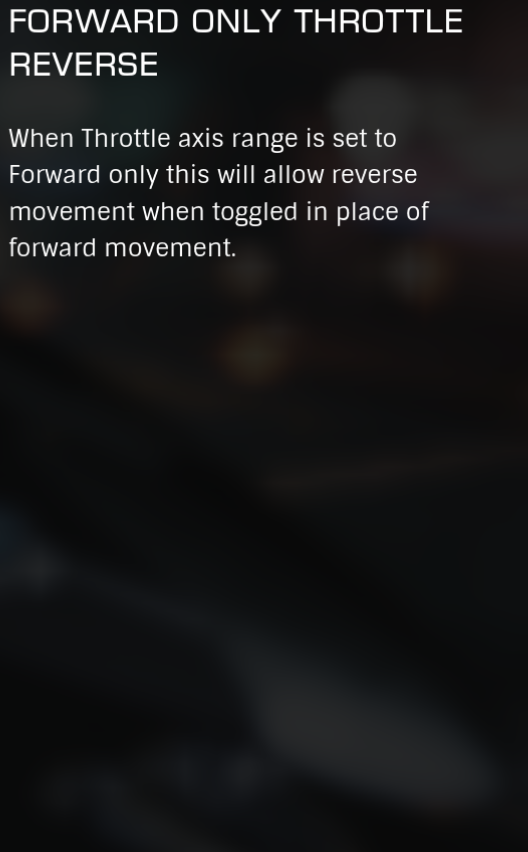 FORWARD ONLY THROTTLE
REVERSE
When Throttle axis range is set to
Forward only this will allow reverse
movement when toggled in place of
forward movement.